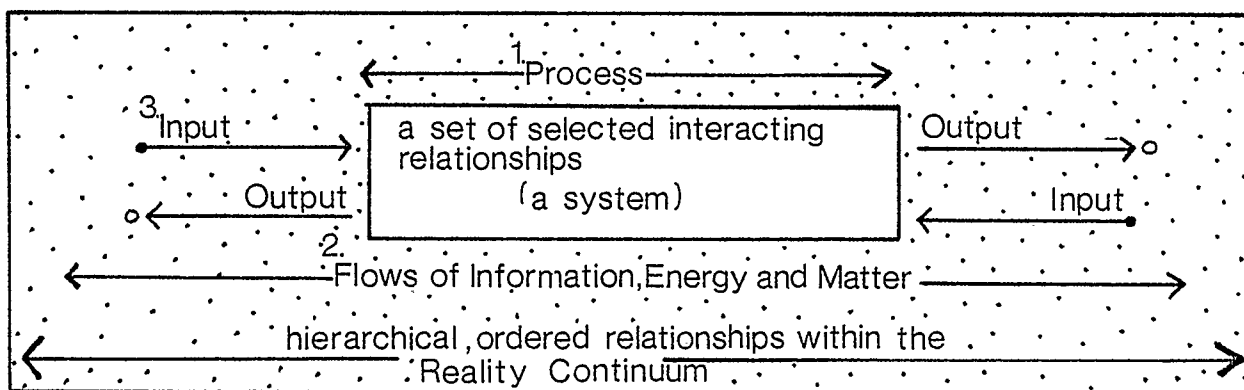 1. Process
3. Input
a set of selected interacting
relationships
(a system)
Output
Output
Input
2. Flows of Information,Energy and Matter
hierarchical,ordered relationships within the
Reality Continuum